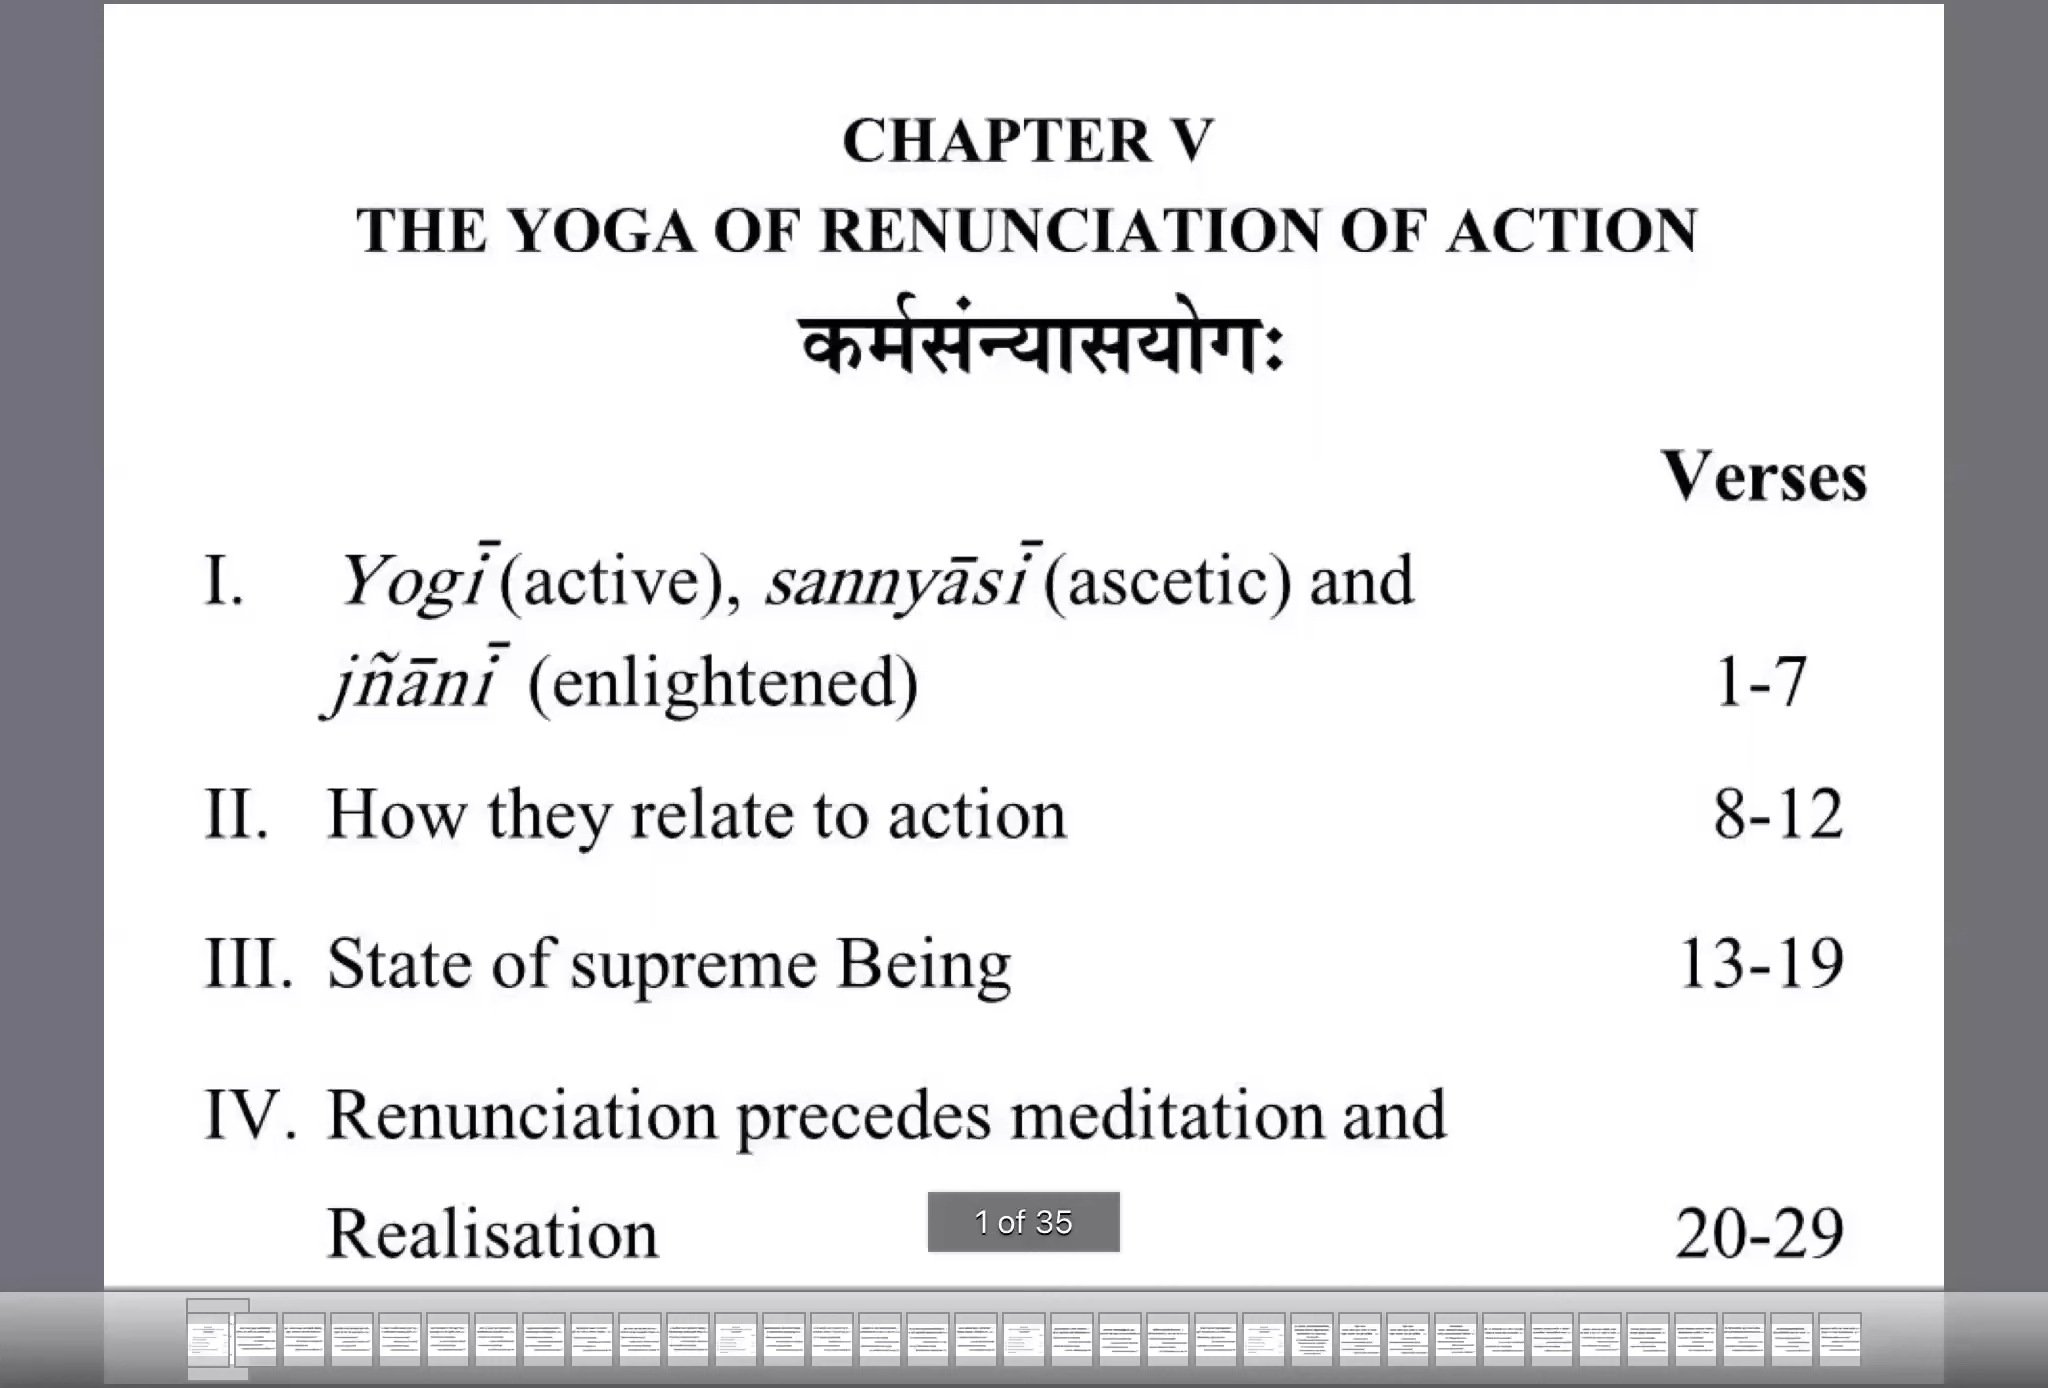 CHAPTER V
THE YOGA OF RENUNCIATION OF ACTION
कर्मसंन्यासयोगः
Verses
I. Yogī (active), sannyāsī (ascetic) and
jñānī (enlightened) 1-7
II. How they relate to action 8-12
III. State of supreme Being 13-19
IV. Renunciation precedes meditation and
Realisation 20-29
1 of 35